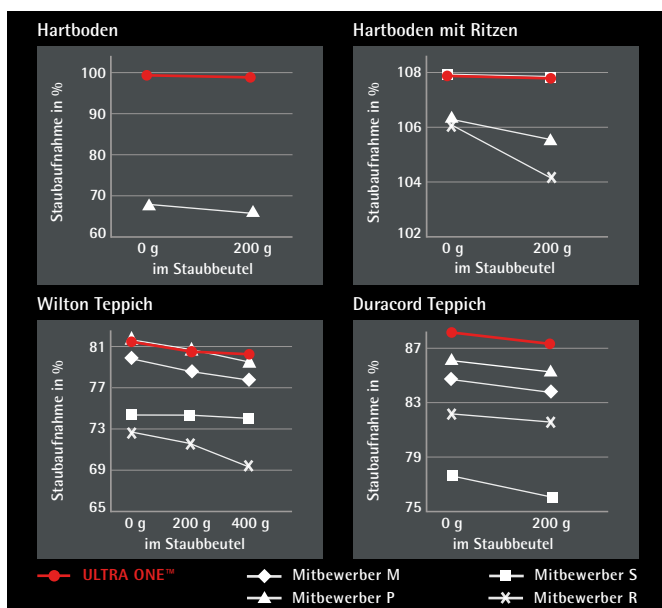 Hartboden
Staubaufnahme in %
100
90
80
70
60
0 g 200 g
im Staubbeutel
Hartboden mit Ritzen
Staubaufnahme in %
108
106
104
102
0 g 200 g
im Staubbeutel
Wilton Teppich
Staubaufnahme in %
81
77
73
69
65
0 g 200 g 400 g
im Staubbeutel
Duracord Teppich
Staubaufnahme in %
87
83
79
75
0 g 200 g
im Staubbeutel
ULTRA ONE™ Mitbewerber M Mitbewerber S
Mitbewerber P Mitbewerber R